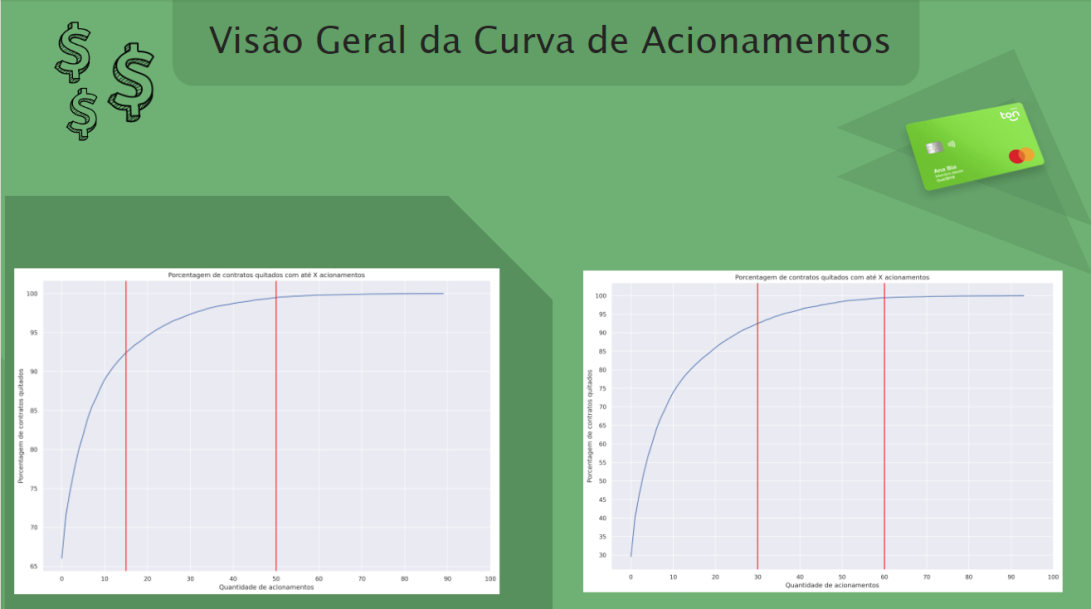 Visão Geral da Curva de Acionamentos
ton
Ana Bio
Porcentagem de contratos quitados com até X acionamentos
Porcentagem de contratos quitados
100
95
90
85
80
75
70
65
0 10 20 30 40 50 60 70 80 90 100
Quantidade de acionamentos
Porcentagem de contratos quitados com até X acionamentos
Porcentagem de contratos quitados
100
95
90
85
80
75
70
65
60
55
50
45
40
35
30
0 10 20 30 40 50 60 70 80 90 100
Quantidade de acionamentos